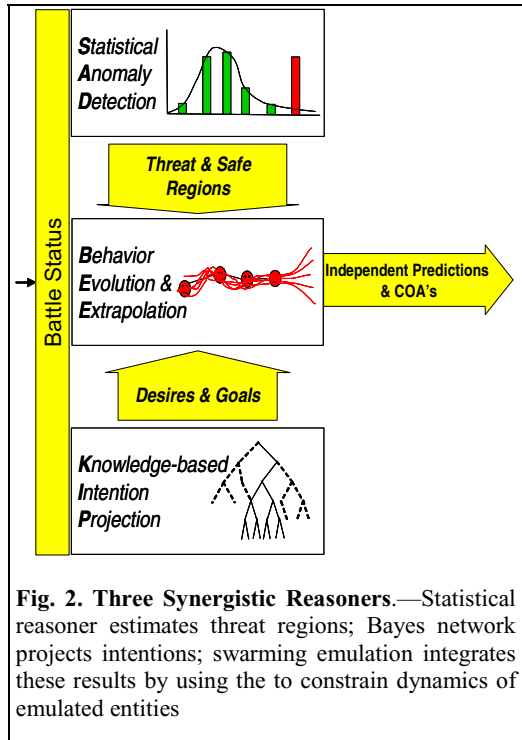 Battle Status
Statistical
Anomaly
Detection
Threat & Safe
Regions
Behavior
Evolution &
Extrapolation
Independent Predictions
& COA's
Desires & Goals
Knowledge-based
Intention
Projection
Fig. 2. Three Synergistic Reasoners.—Statistical
reasoner estimates threat regions; Bayes network
projects intentions; swarming emulation integrates
these results by using the to constrain dynamics of
emulated entities